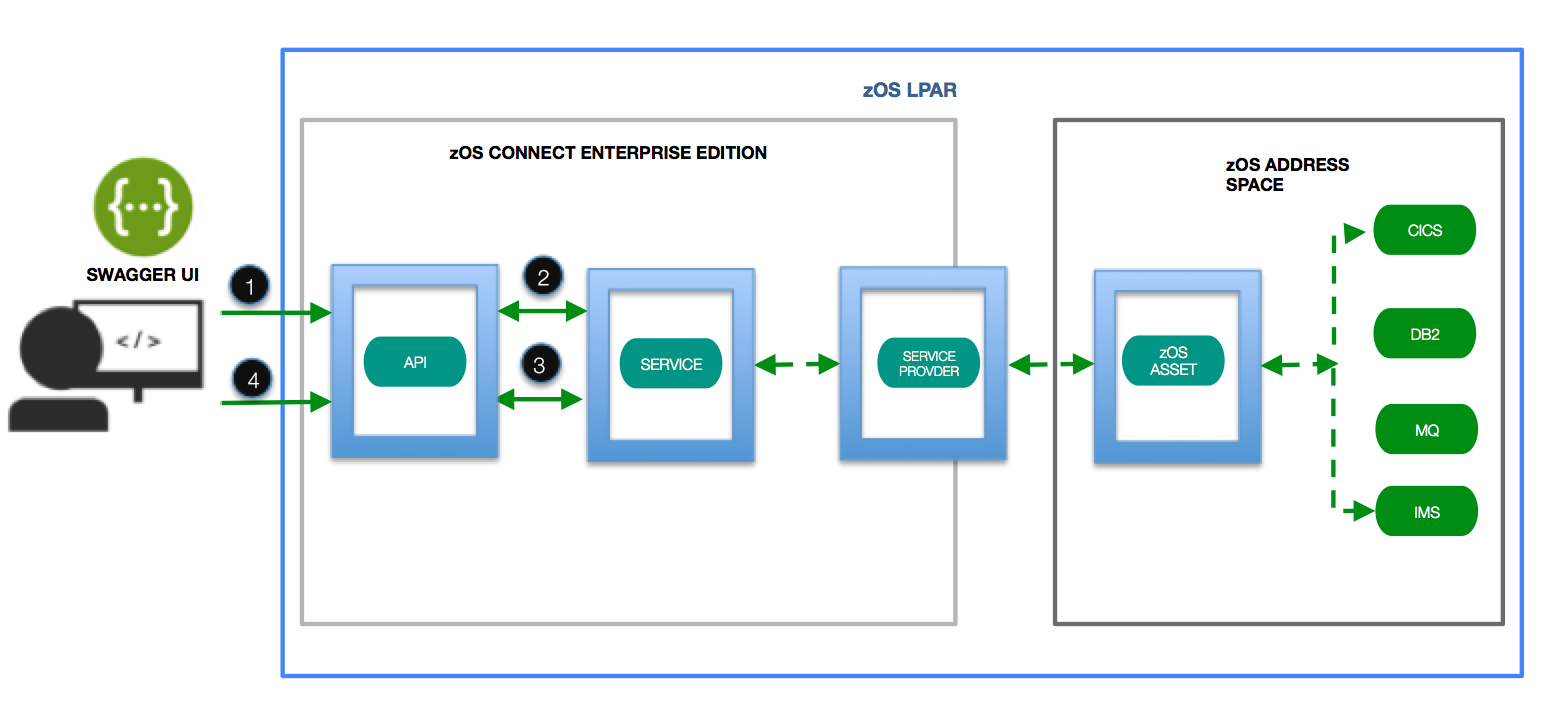 zOS LPAR
zOS CONNECT ENTERPRISE EDITION
zOS ADDRESS
SPACE
{···}
SWAGGER UI
</>
1
2
3
4
API
SERVICE
SERVICE
PROVDER
zOS
ASSET
CICS
DB2
MQ
IMS